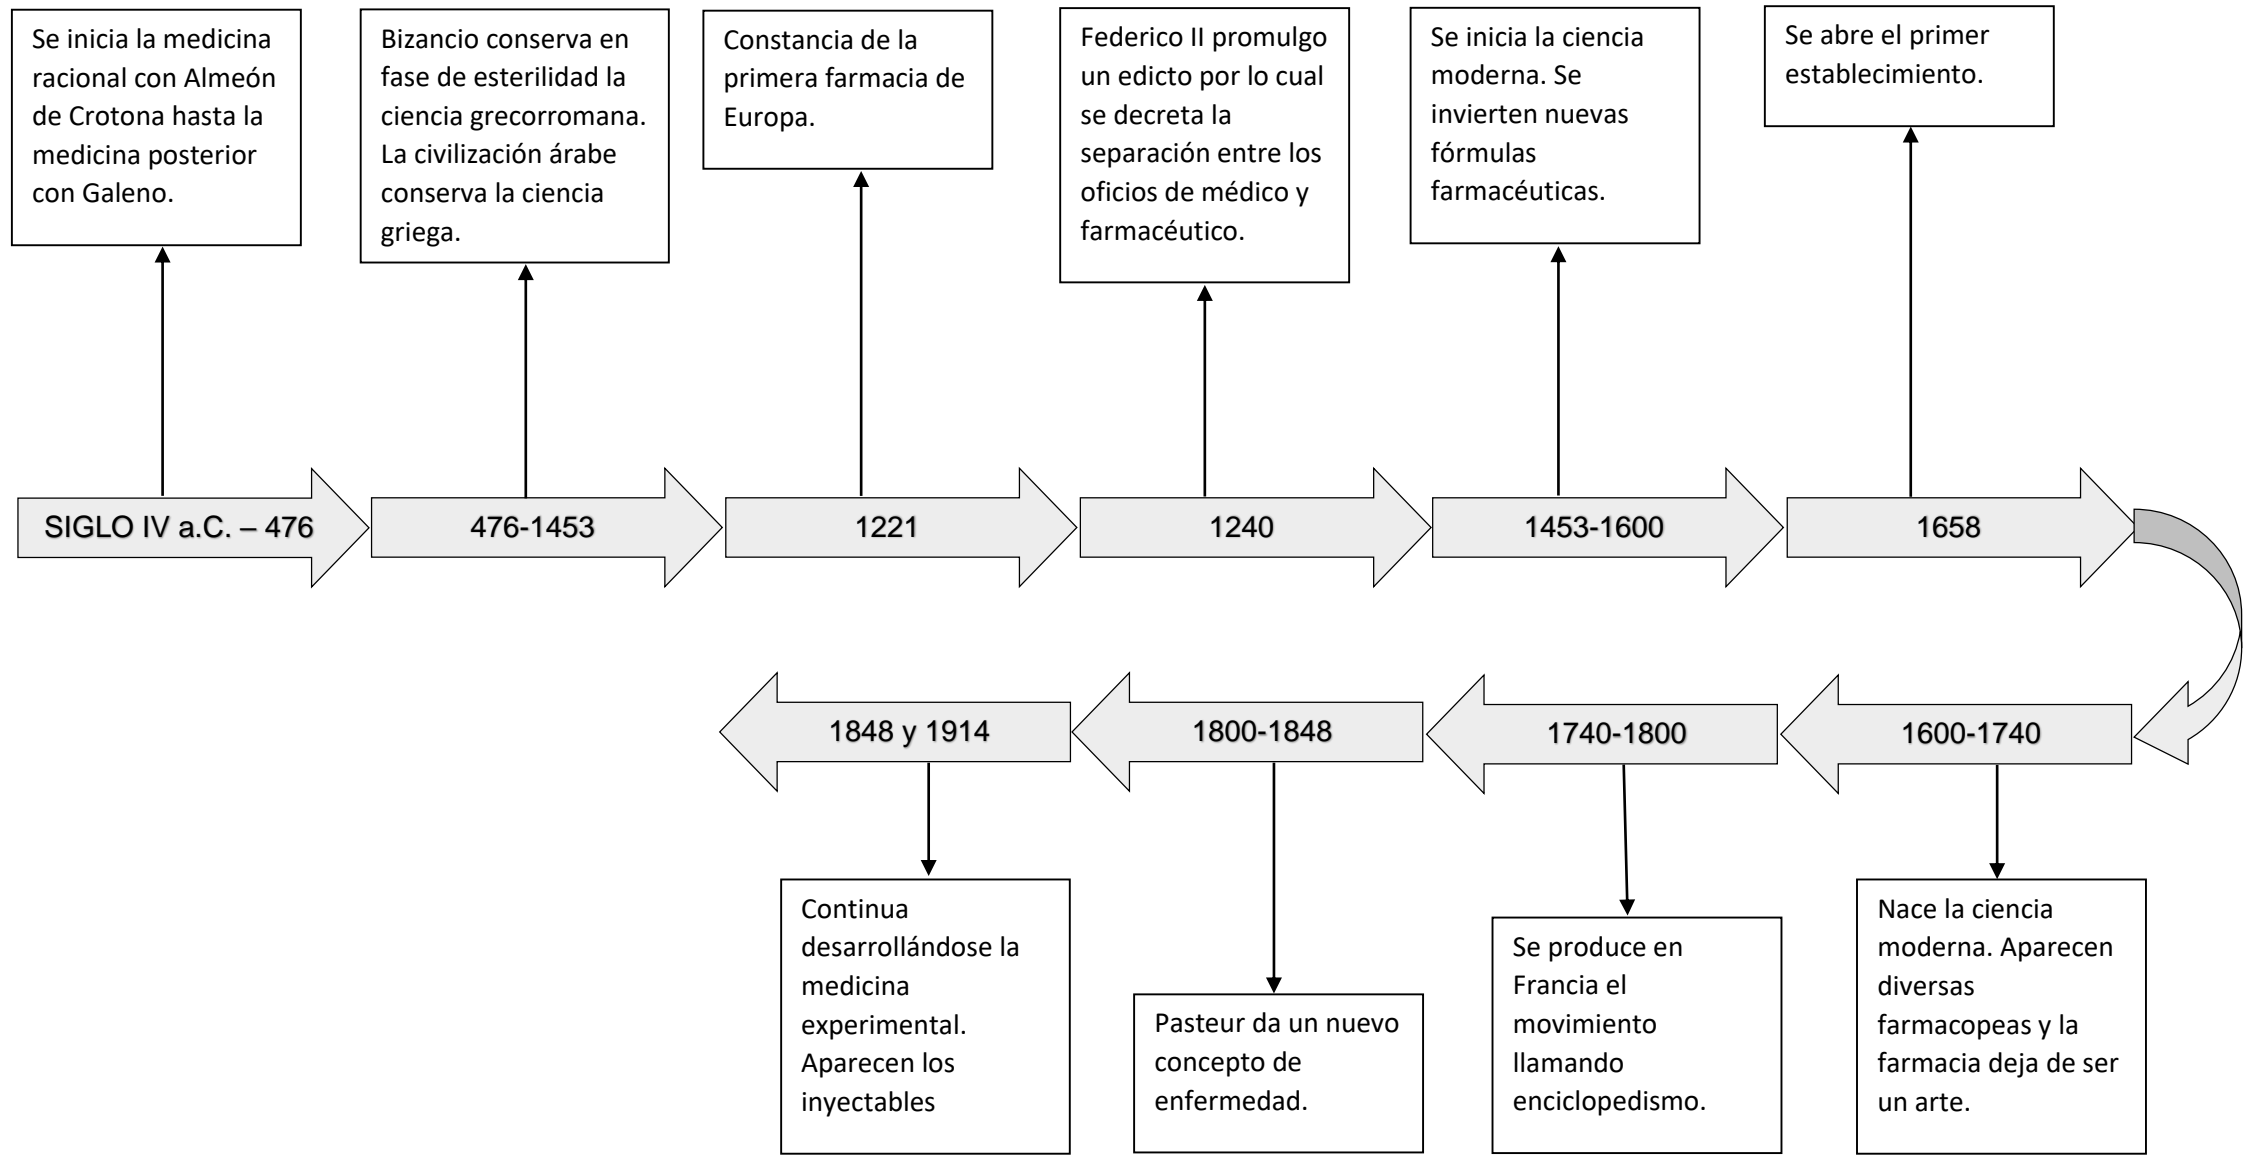 Se inicia la medicina
racional con Almeón
de Crotona hasta la
medicina posterior
con Galeno.
Bizancio conserva en
fase de esterilidad la
ciencia grecorromana.
La civilización árabe
conserva la ciencia
griega.
Constancia de la
primera farmacia de
Europa.
Federico II promulgo
un edicto por lo cual
se decreta la
separación entre los
oficios de médico y
farmacéutico.
Se inicia la ciencia
moderna. Se
invierten nuevas
fórmulas
farmacéuticas.
Se abre el primer
establecimiento.
SIGLO IV a.C. – 476
476-1453
1221
1240
1453-1600
1658
1600-1740
1740-1800
1800-1848
1848 y 1914
Nace la ciencia
moderna. Aparecen
diversas
farmacopeas y la
farmacia deja de ser
un arte.
Se produce en
Francia el
movimiento
llamando
enciclopedismo.
Pasteur da un nuevo
concepto de
enfermedad.
Continua
desarrollándose la
medicina
experimental.
Aparecen los
inyectables